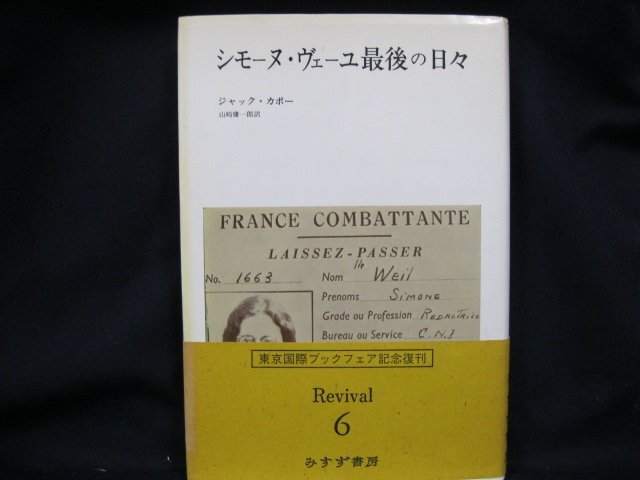 シモーヌ・ヴェーユ最後の日々
ジャック・カボー
山崎庸一郎訳
FRANCE COMBATTANTE
LAISSEZ-PASSER
No. 1663
Nom Mlle Weil
Prenoms Simone
Grade ou Profession Redactrice
Bureau ou Service C.N.I
東京国際ブックフェア記念復刊
Revival
6
みすず書房